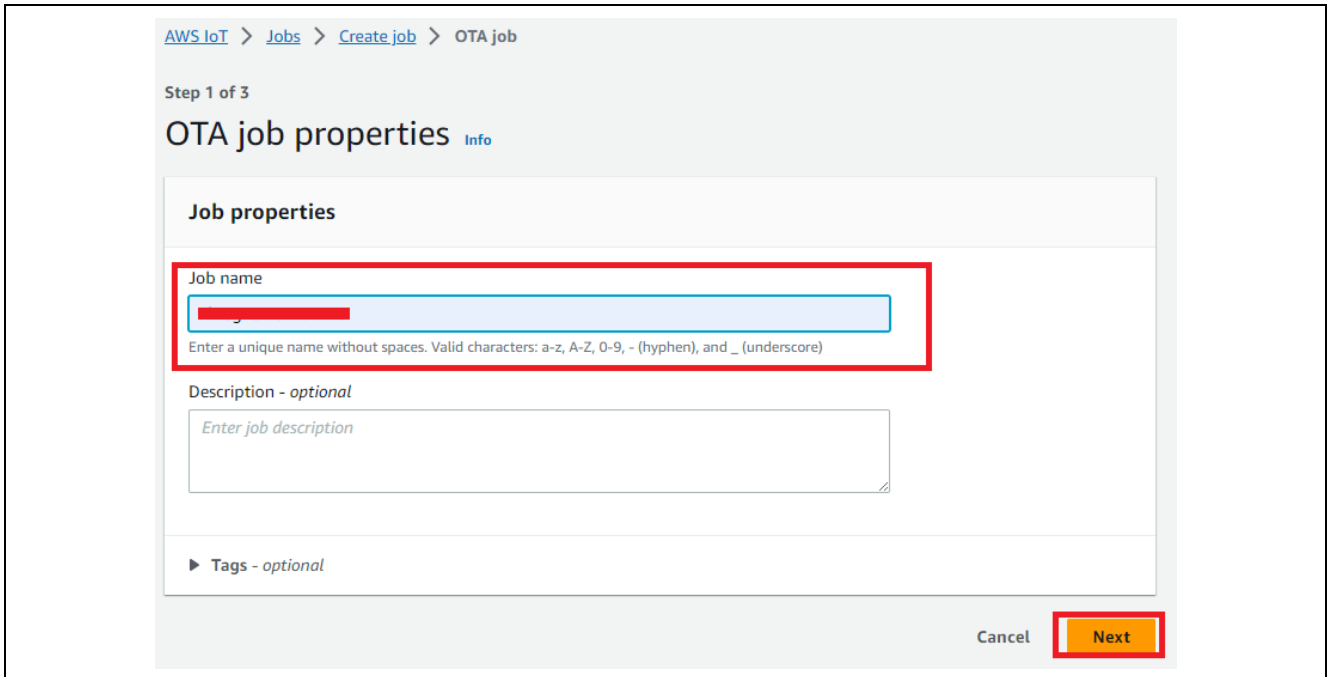 AWS IoT > Jobs > Create job > OTA job
Step 1 of 3
OTA job properties Info
Job properties
Job name
Enter a unique name without spaces. Valid characters: a-z, A-Z, 0-9, - (hyphen), and _ (underscore)
Description - optional
Enter job description
Tags - optional
Cancel Next